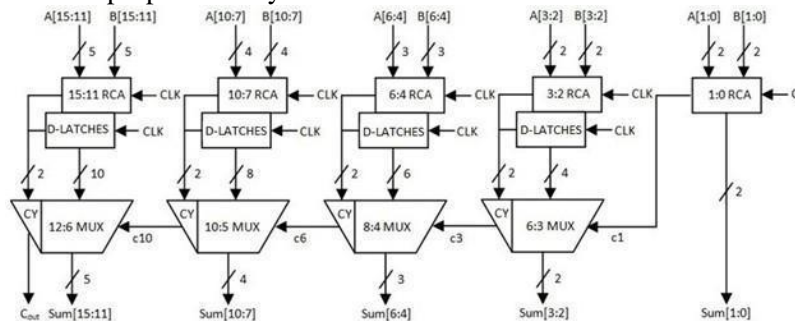 A[15:11] B[15:11] A[10:7] B[10:7] A[6:4] B[6:4] A[3:2] B[3:2] A[1:0] B[1:0]
5 5 4 4 3 3 2 2 2 2
15:11 RCA CLK 10:7 RCA CLK 6:4 RCA CLK 3:2 RCA CLK 1:0 RCA
D-LATCHES CLK D-LATCHES CLK D-LATCHES CLK D-LATCHES CLK
2 10 2 8 2 6 2 4 2
CY 12:6 MUX CY 10:5 MUX CY 8:4 MUX CY 6:3 MUX
c10 c6 c3 c1
5 4 3 2
Cout Sum[15:11] Sum[10:7] Sum[6:4] Sum[3:2] Sum[1:0]